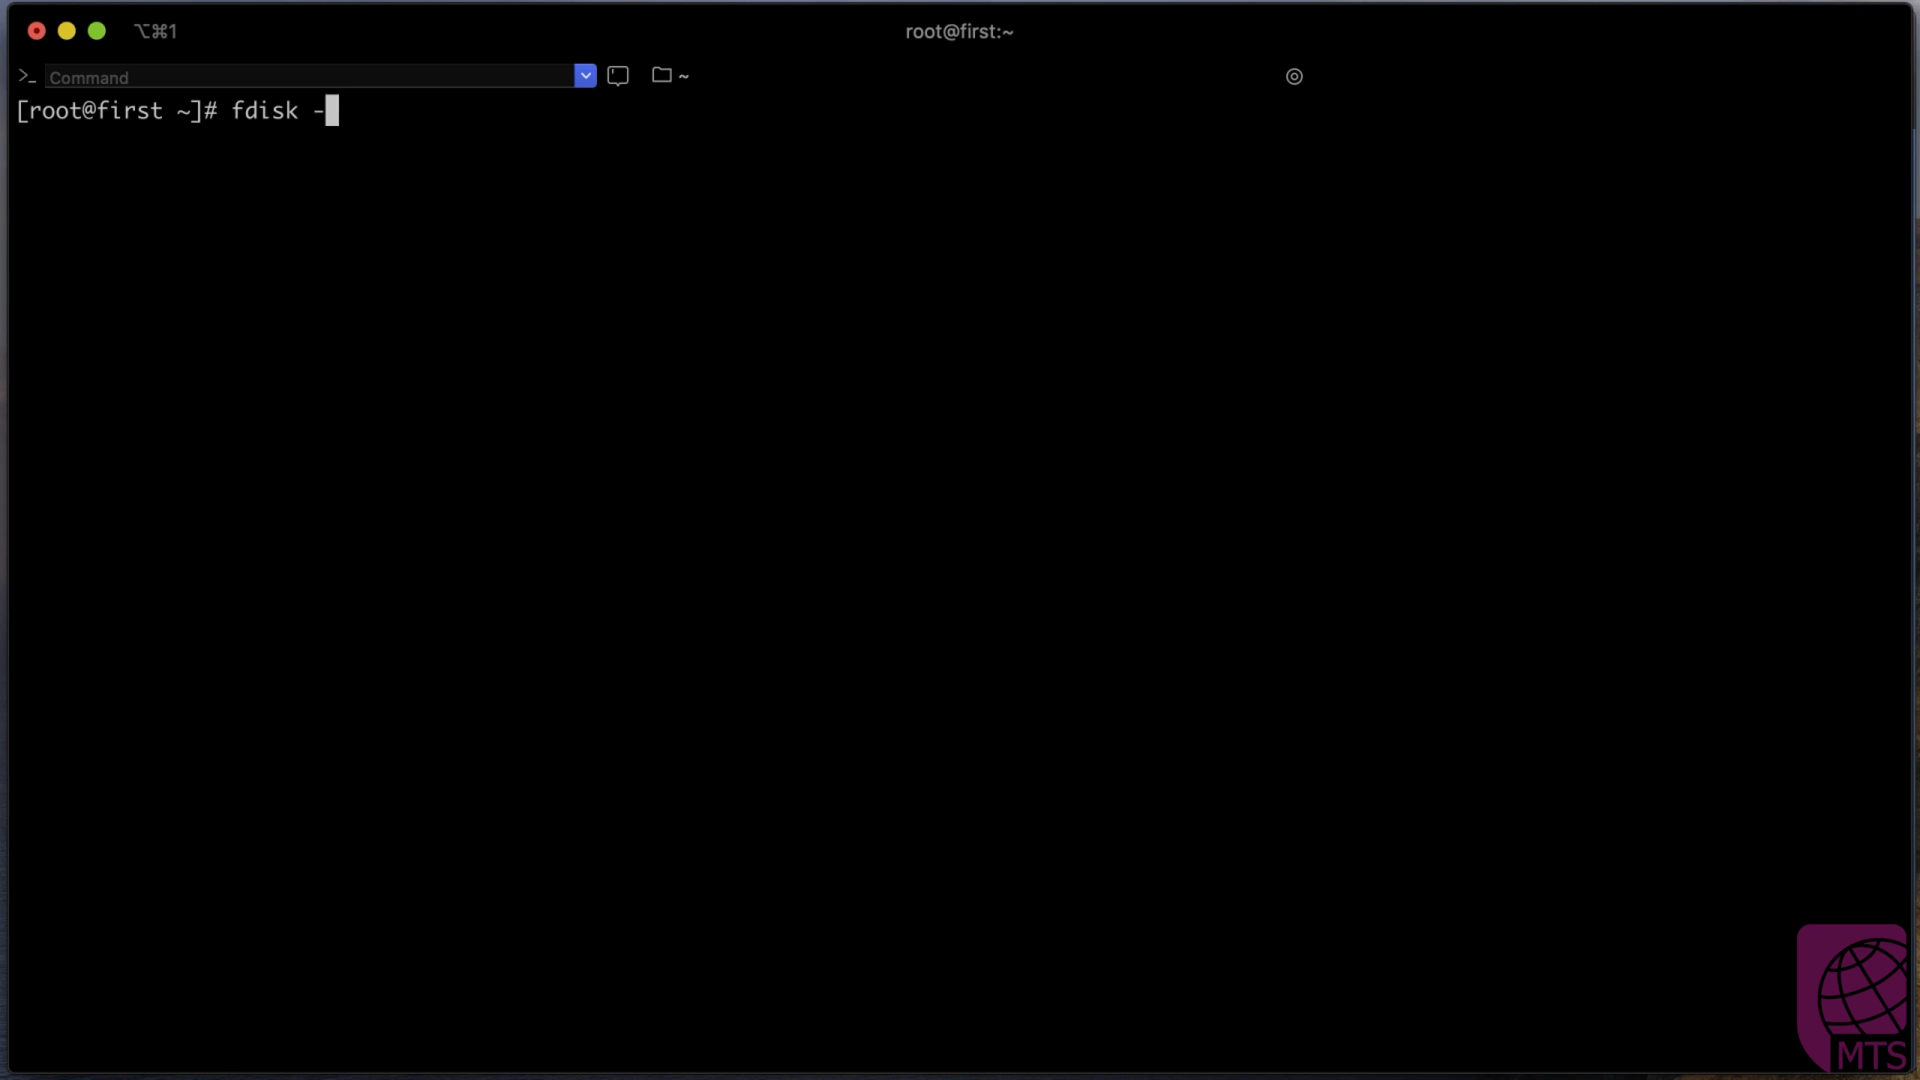 ⌥⌘1
root@first:~
>_ Command ~
[root@first ~]# fdisk -
MTS